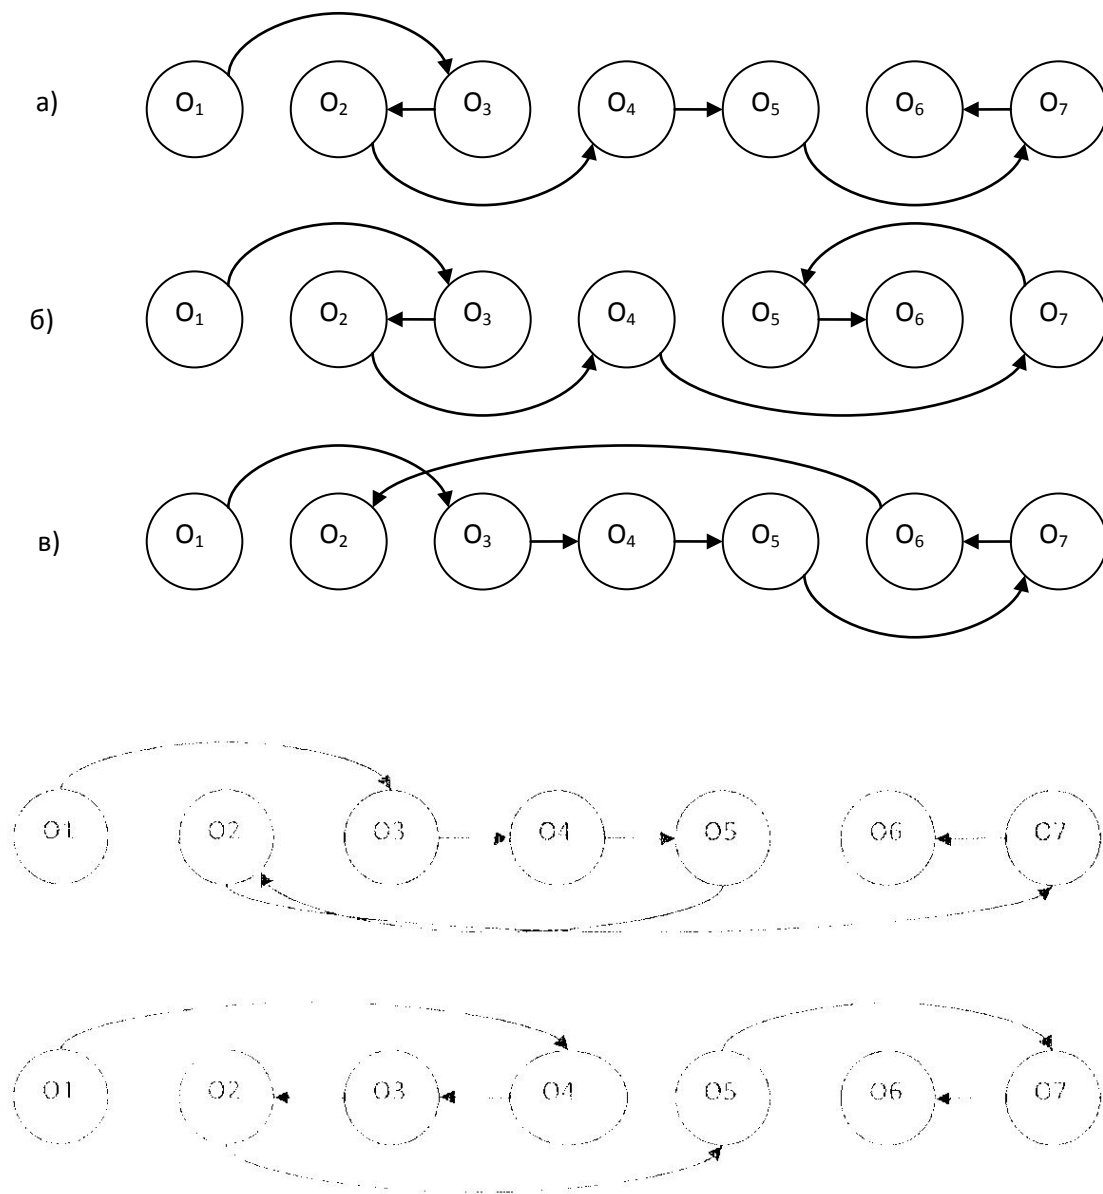 а) O₁ O₂ O₃ O₄ O₅ O₆ O₇
б) O₁ O₂ O₃ O₄ O₅ O₆ O₇
в) O₁ O₂ O₃ O₄ O₅ O₆ O₇
O1 O2 O3 O4 O5 O6 O7
O1 O2 O3 O4 O5 O6 O7